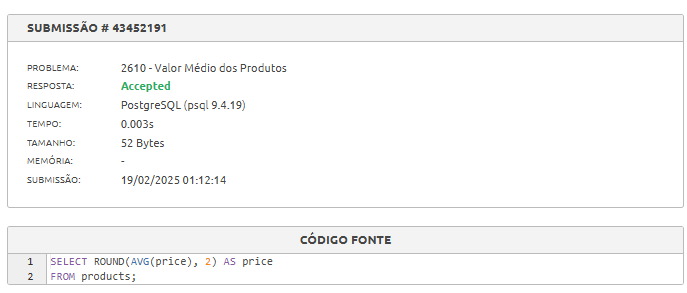 SUBMISSÃO # 43452191
PROBLEMA: 2610 - Valor Médio dos Produtos
RESPOSTA: Accepted
LINGUAGEM: PostgreSQL (psql 9.4.19)
TEMPO: 0.003s
TAMANHO: 52 Bytes
MEMÓRIA: -
SUBMISSÃO: 19/02/2025 01:12:14
CÓDIGO FONTE
1 SELECT ROUND(AVG(price), 2) AS price
2 FROM products;